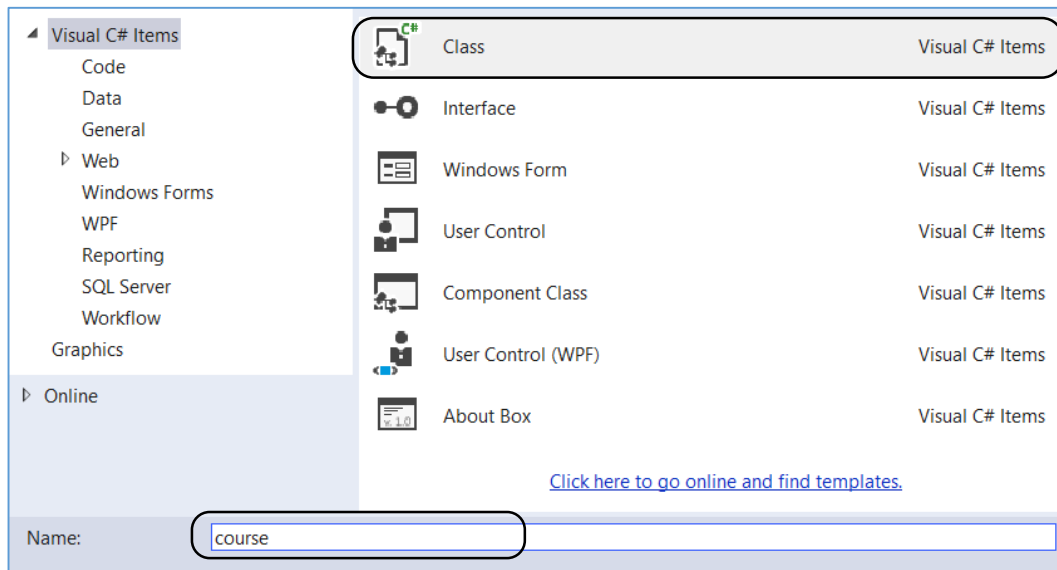 Visual C# Items
Code
Data
General
Web
Windows Forms
WPF
Reporting
SQL Server
Workflow
Graphics
Online
C#
Class Visual C# Items
Interface Visual C# Items
Windows Form Visual C# Items
User Control Visual C# Items
Component Class Visual C# Items
User Control (WPF) Visual C# Items
v. 1.0
About Box Visual C# Items
Click here to go online and find templates.
Name: course